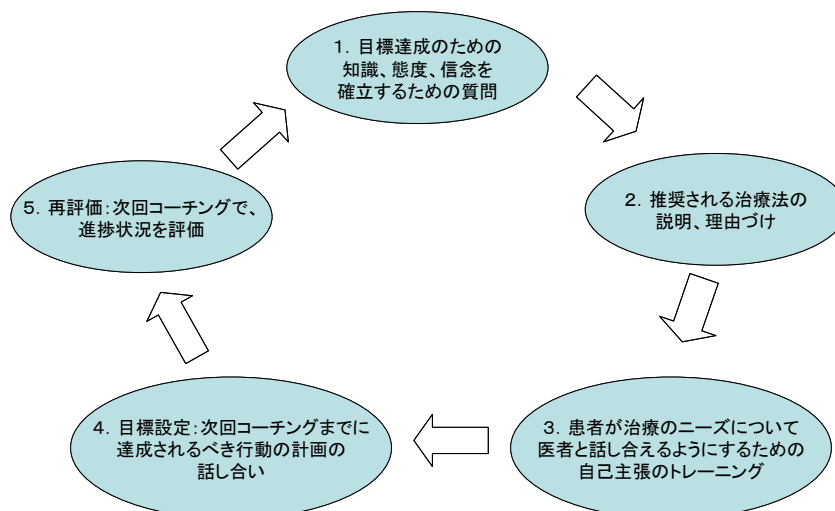 1．目標達成のための
知識、態度、信念を
確立するための質問
2．推奨される治療法の
説明、理由づけ
3．患者が治療のニーズについて
医者と話し合えるようにするための
自己主張のトレーニング
4．目標設定：次回コーチングまでに
達成されるべき行動の計画の
話し合い
5．再評価：次回コーチングで、
進捗状況を評価